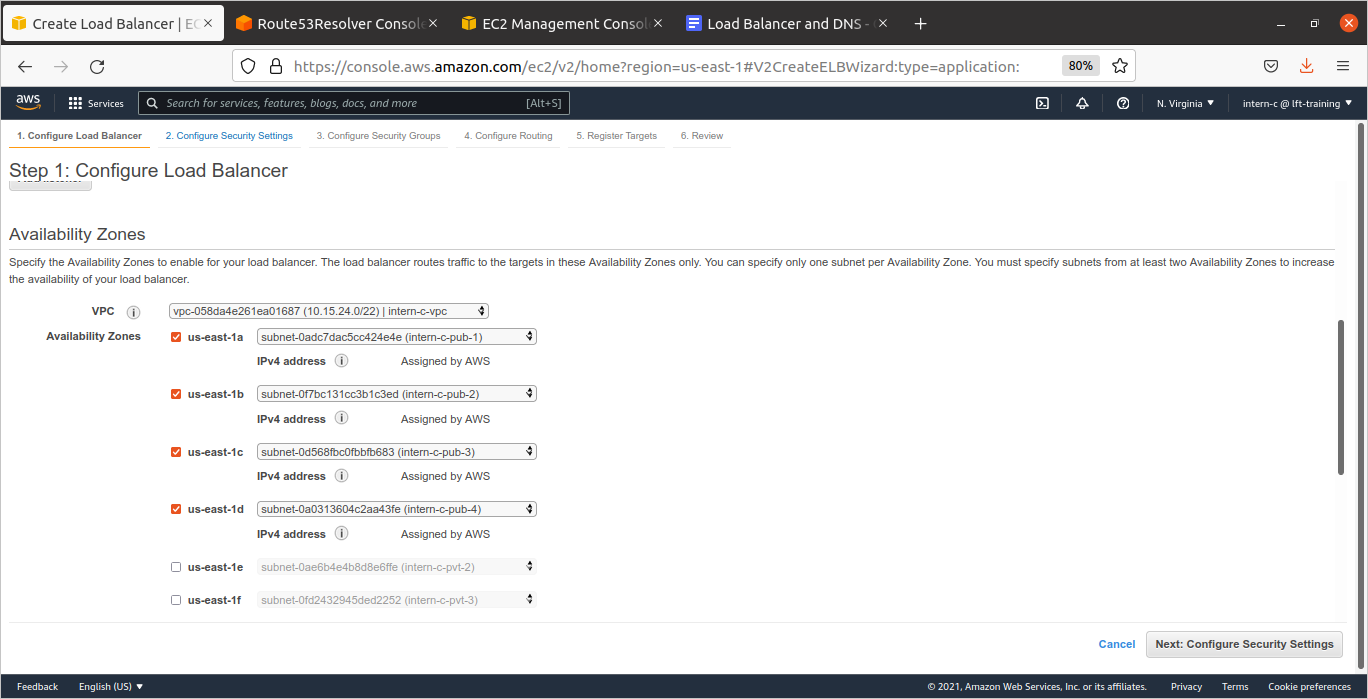 Create Load Balancer | EC
Route53Resolver Console
EC2 Management Consol
Load Balancer and DNS -
https://console.aws.amazon.com/ec2/v2/home?region=us-east-1#V2CreateELBWizard:type=application:
80%
aws
Services
Search for services, features, blogs, docs, and more
[Alt+S]
N. Virginia
intern-c @ lft-training
1. Configure Load Balancer
2. Configure Security Settings
3. Configure Security Groups
4. Configure Routing
5. Register Targets
6. Review
Step 1: Configure Load Balancer
Availability Zones
Specify the Availability Zones to enable for your load balancer. The load balancer routes traffic to the targets in these Availability Zones only. You can specify only one subnet per Availability Zone. You must specify subnets from at least two Availability Zones to increase
the availability of your load balancer.
VPC
vpc-058da4e261ea01687 (10.15.24.0/22) | intern-c-vpc
Availability Zones
us-east-1a
subnet-0adc7dac5cc424e4e (intern-c-pub-1)
IPv4 address
Assigned by AWS
us-east-1b
subnet-0f7bc131cc3b1c3ed (intern-c-pub-2)
IPv4 address
Assigned by AWS
us-east-1c
subnet-0d568fbc0fbbfb683 (intern-c-pub-3)
IPv4 address
Assigned by AWS
us-east-1d
subnet-0a0313604c2aa43fe (intern-c-pub-4)
IPv4 address
Assigned by AWS
us-east-1e
subnet-0ae6b4e4b8d8e6ffe (intern-c-pvt-2)
us-east-1f
subnet-0fd2432945ded2252 (intern-c-pvt-3)
Cancel
Next: Configure Security Settings
Feedback
English (US)
© 2021, Amazon Web Services, Inc. or its affiliates.
Privacy
Terms
Cookie preferences